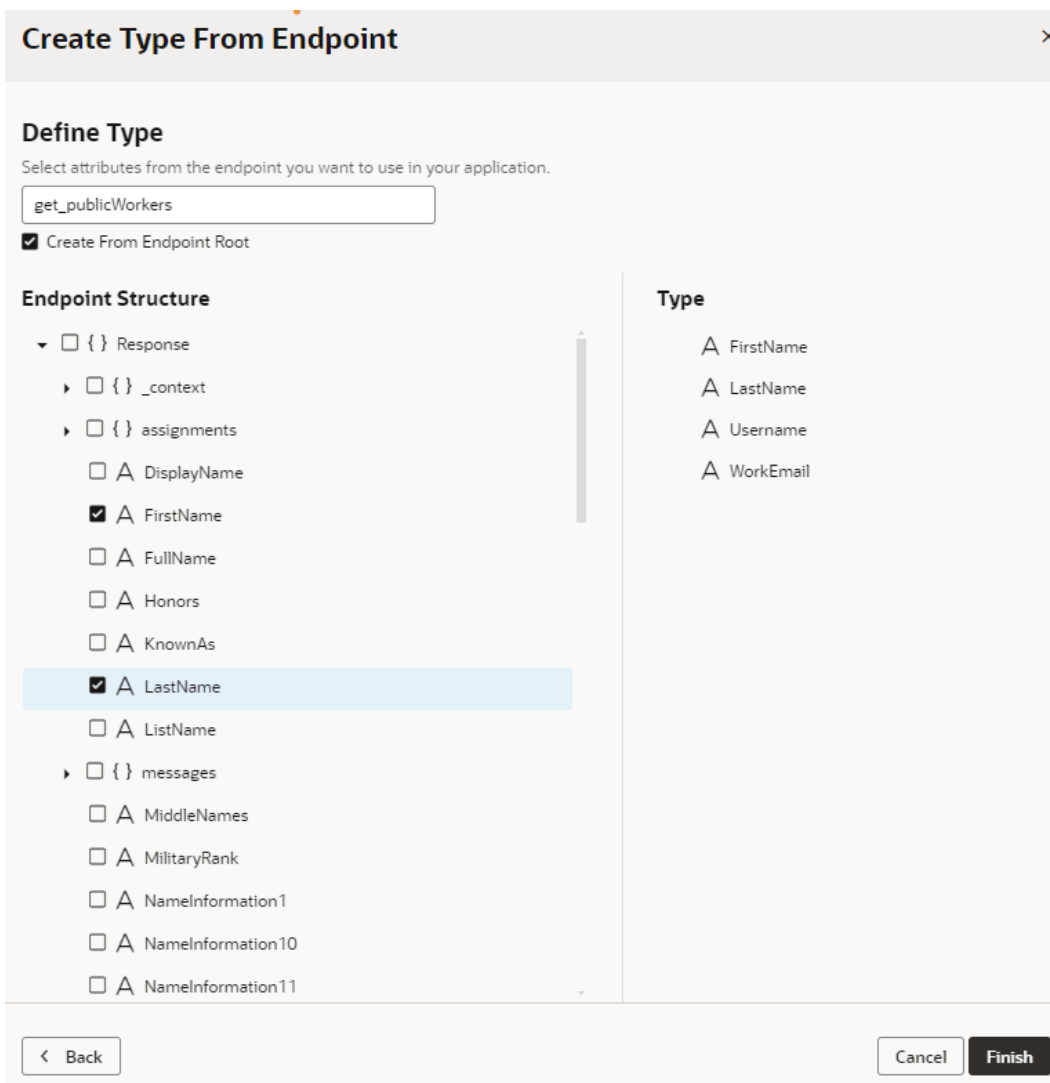 Create Type From Endpoint
Define Type
Select attributes from the endpoint you want to use in your application.
get_publicWorkers
Create From Endpoint Root
Endpoint Structure
{ } Response
{ } _context
{ } assignments
A DisplayName
A FirstName
A FullName
A Honors
A KnownAs
A LastName
A ListName
{ } messages
A MiddleNames
A MilitaryRank
A NameInformation1
A NameInformation10
A NameInformation11
Type
A FirstName
A LastName
A Username
A WorkEmail
Back
Cancel
Finish